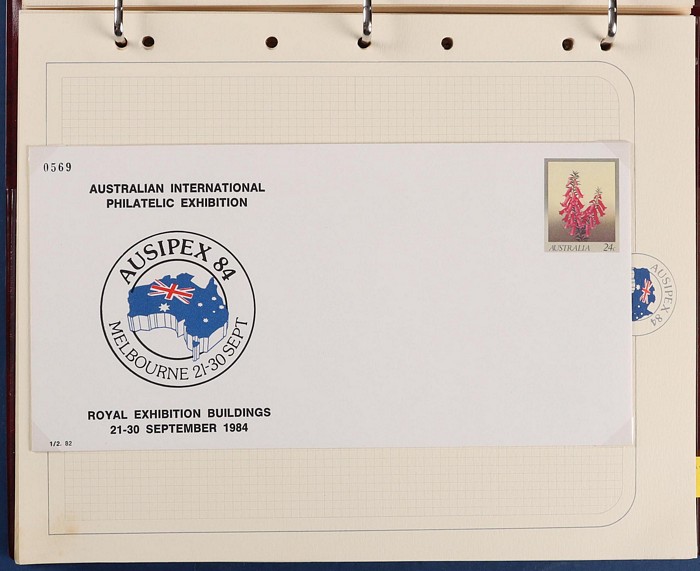 0569
AUSTRALIAN INTERNATIONAL
PHILATELIC EXHIBITION
AUSIPEX 84
MELBOURNE 21-30 SEPT
ROYAL EXHIBITION BUILDINGS
21-30 SEPTEMBER 1984
1/2. 82
AUSTRALIA 24c
AUSIPEX 84